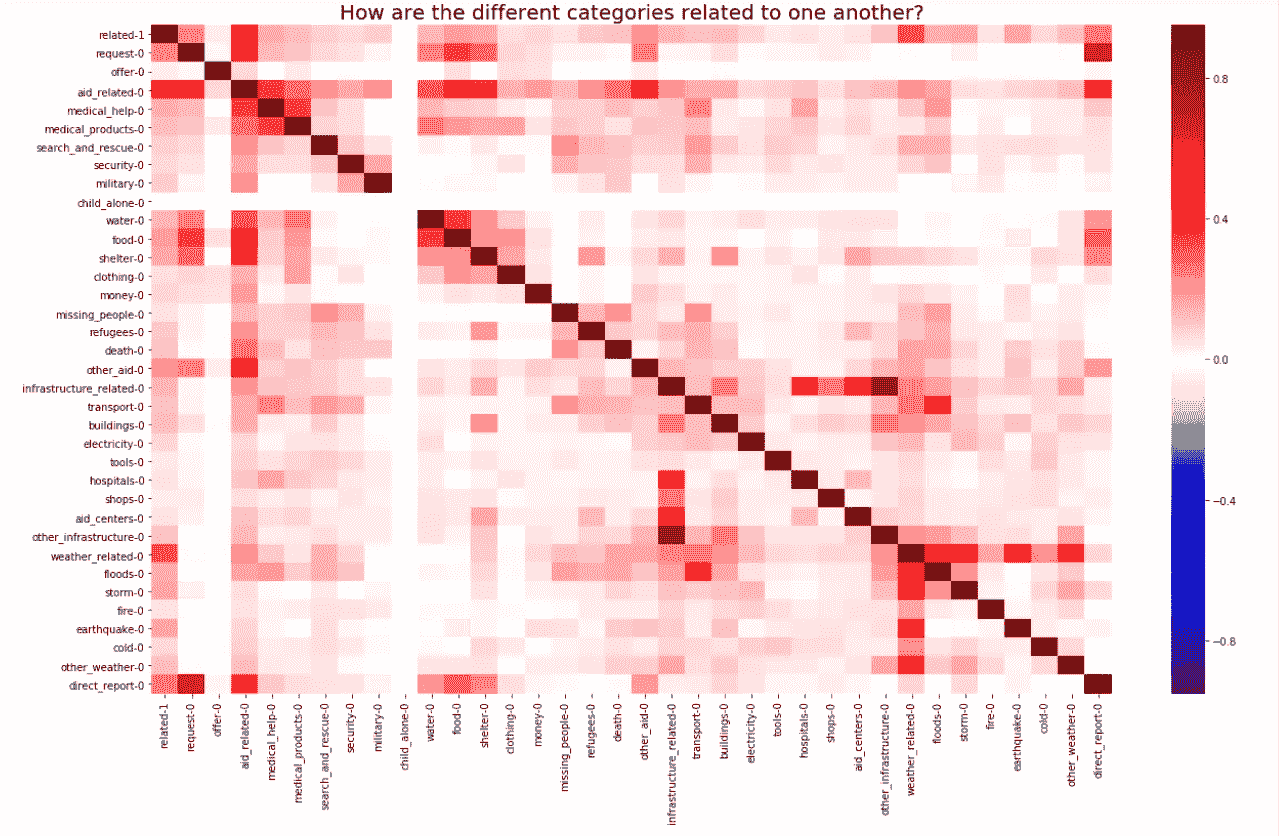 How are the different categories related to one another?
related-1
request-0
offer-0
aid_related-0
medical_help-0
medical_products-0
search_and_rescue-0
security-0
military-0
child_alone-0
water-0
food-0
shelter-0
clothing-0
money-0
missing_people-0
refugees-0
death-0
other_aid-0
infrastructure_related-0
transport-0
buildings-0
electricity-0
tools-0
hospitals-0
shops-0
aid_centers-0
other_infrastructure-0
weather_related-0
floods-0
storm-0
fire-0
earthquake-0
cold-0
other_weather-0
direct_report-0
related-1
request-0
offer-0
aid_related-0
medical_help-0
medical_products-0
search_and_rescue-0
security-0
military-0
child_alone-0
water-0
food-0
shelter-0
clothing-0
money-0
missing_people-0
refugees-0
death-0
other_aid-0
infrastructure_related-0
transport-0
buildings-0
electricity-0
tools-0
hospitals-0
shops-0
aid_centers-0
other_infrastructure-0
weather_related-0
floods-0
storm-0
fire-0
earthquake-0
cold-0
other_weather-0
direct_report-0
0.8
0.4
0.0
−0.4
−0.8